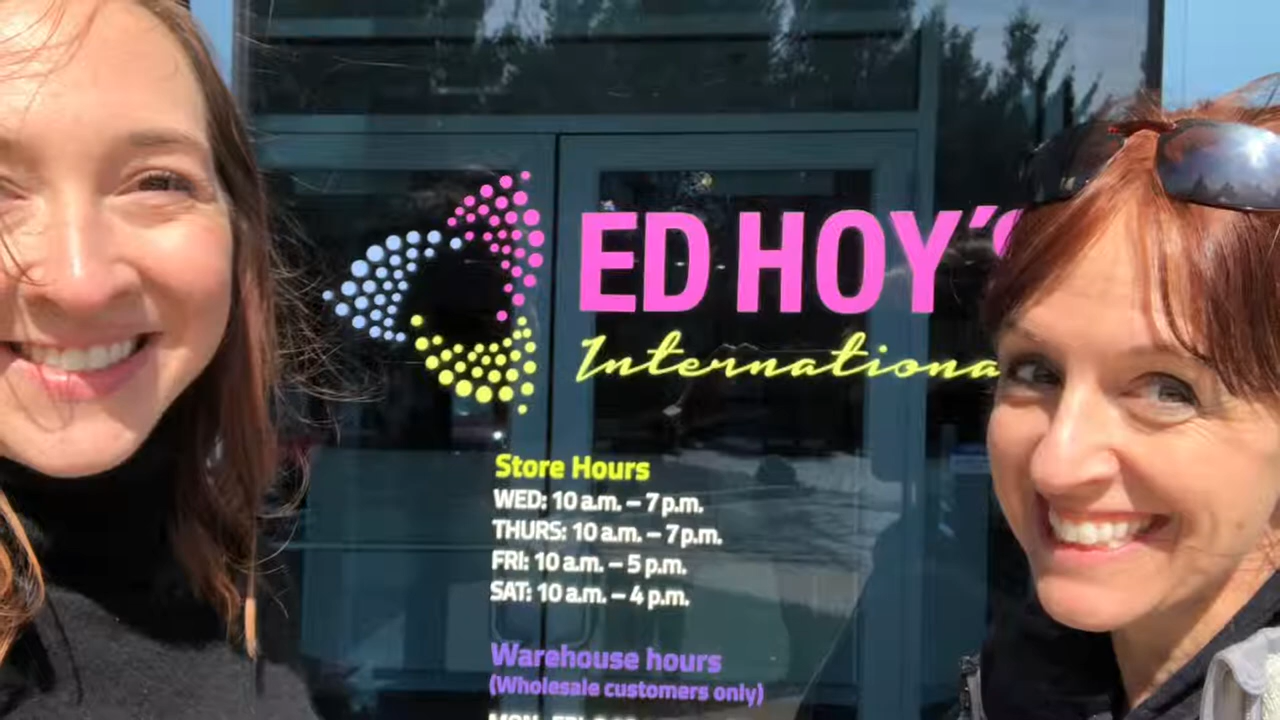 ED HOY'S
Internationa
Store Hours
WED: 10 a.m. – 7 p.m.
THURS: 10 a.m. – 7 p.m.
FRI: 10 a.m. – 5 p.m.
SAT: 10 a.m. – 4 p.m.
Warehouse hours
(Wholesale customers only)